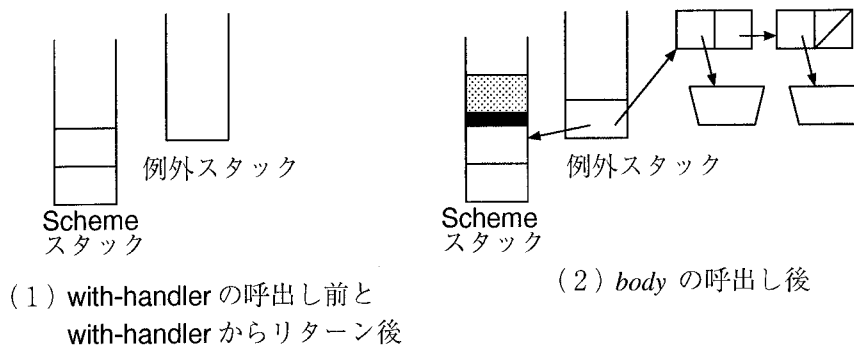 例外スタック
Scheme
スタック
(1) with-handler の呼出し前と
with-handler からリターン後
例外スタック
Scheme
スタック
(2) body の呼出し後